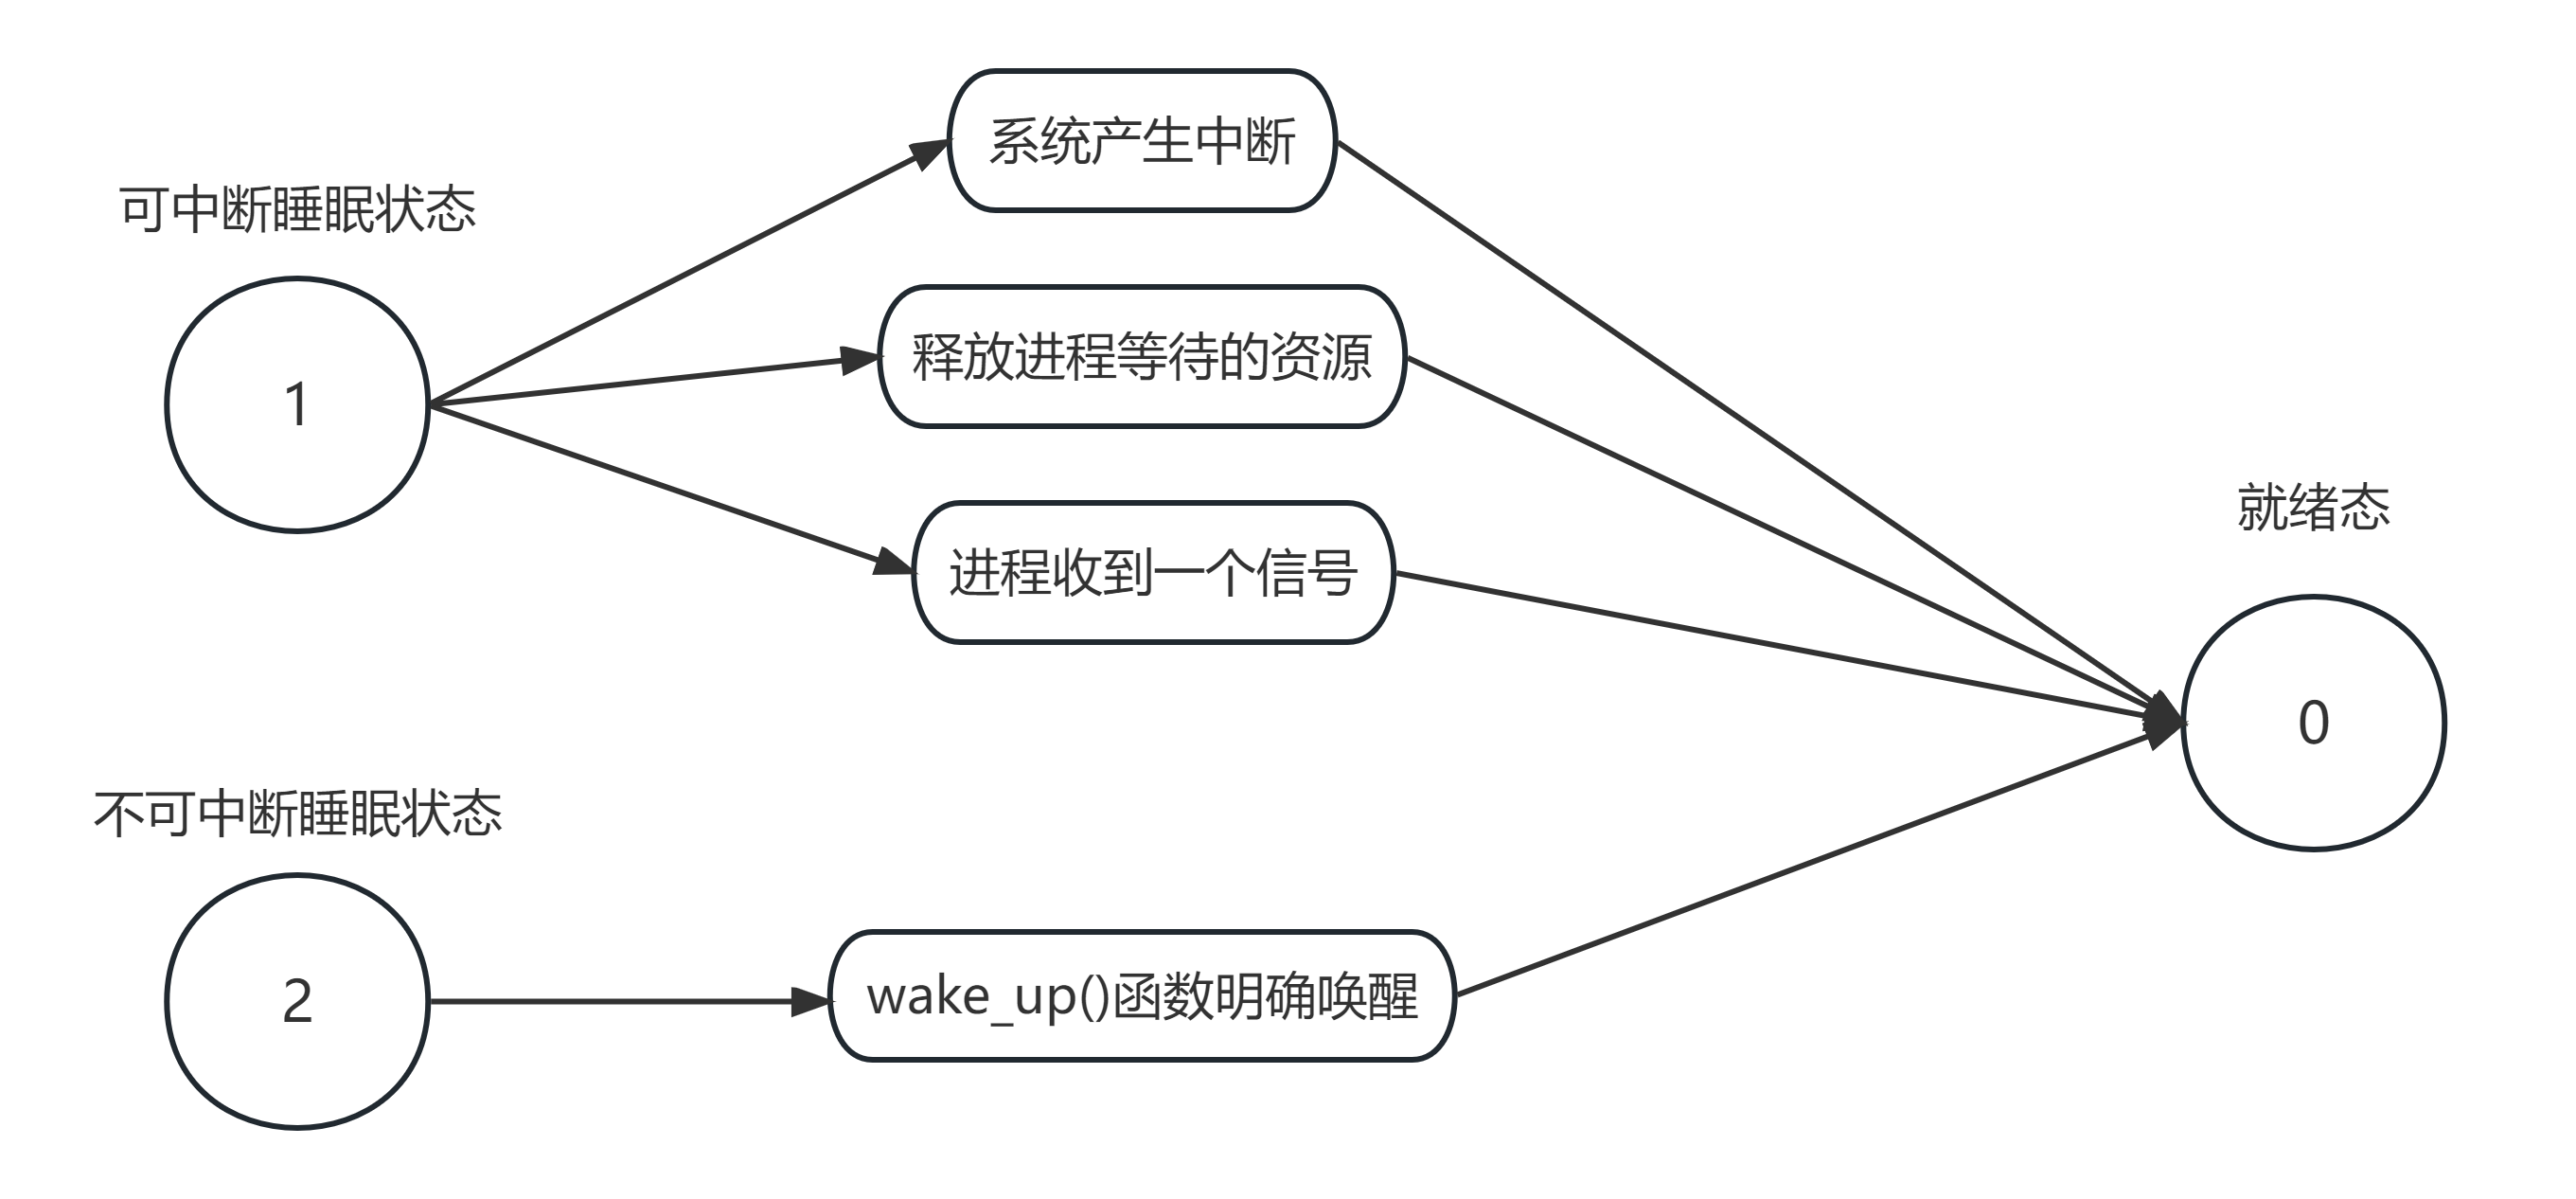 系统产生中断
可中断睡眠状态
释放进程等待的资源
1
进程收到一个信号
就绪态
0
不可中断睡眠状态
2
wake_up()函数明确唤醒